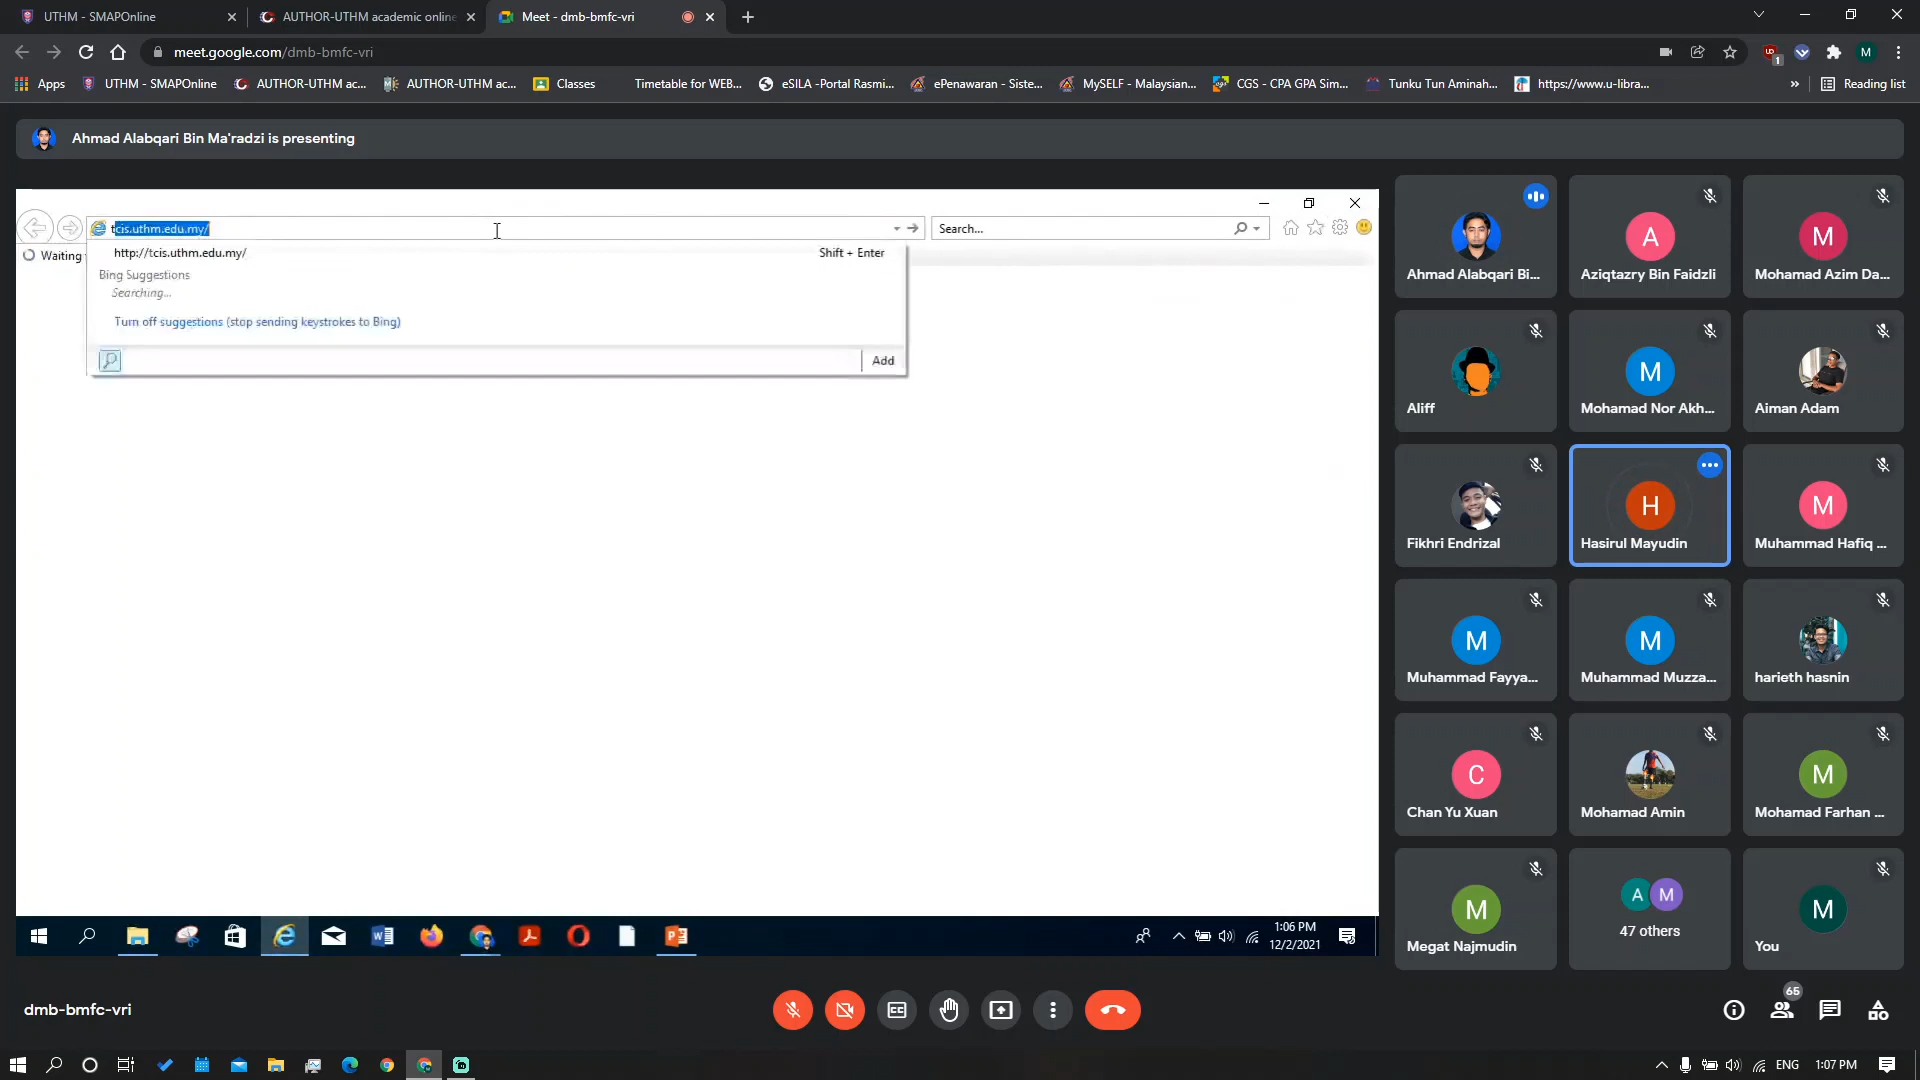 UTHM - SMAPOnline
AUTHOR-UTHM academic online
Meet - dmb-bmfc-vri
meet.google.com/dmb-bmfc-vri
UD
1
M
Apps
UTHM - SMAPOnline
AUTHOR-UTHM ac...
AUTHOR-UTHM ac...
Classes
Timetable for WEB...
eSILA -Portal Rasmi...
ePenawaran - Siste...
MySELF - Malaysian...
CGS - CPA GPA Sim...
Tunku Tun Aminah...
https://www.u-libra...
»
Reading list
Ahmad Alabqari Bin Ma'radzi is presenting
tcis.uthm.edu.my/
Search...
Waiting
http://tcis.uthm.edu.my/
Shift + Enter
Bing Suggestions
Searching...
Turn off suggestions (stop sending keystrokes to Bing)
Add
1:06 PM
12/2/2021
Ahmad Alabqari Bi...
A
Aziqtazry Bin Faidzli
M
Mohamad Azim Da...
Aliff
M
Mohamad Nor Akh...
Aiman Adam
Fikhri Endrizal
H
Hasirul Mayudin
M
Muhammad Hafiq ...
M
Muhammad Fayya...
M
Muhammad Muzza...
harieth hasnin
C
Chan Yu Xuan
Mohamad Amin
M
Mohamad Farhan ...
M
Megat Najmudin
A M
47 others
M
You
dmb-bmfc-vri
65
ENG
1:07 PM